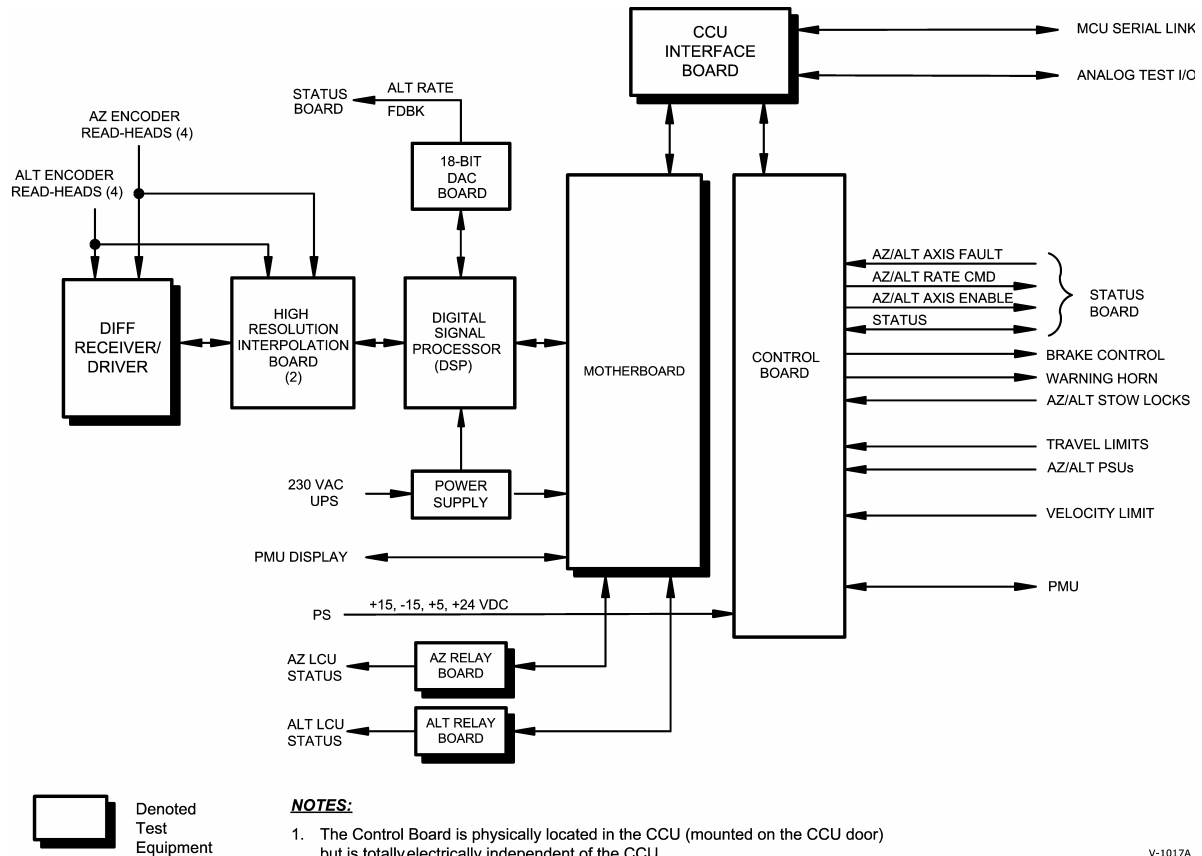 CCU
INTERFACE
BOARD
MCU SERIAL LINK
ANALOG TEST I/O
STATUS
BOARD
ALT RATE
FDBK
AZ ENCODER
READ-HEADS (4)
ALT ENCODER
READ-HEADS (4)
18-BIT
DAC
BOARD
DIFF
RECEIVER/
DRIVER
HIGH
RESOLUTION
INTERPOLATION
BOARD
(2)
DIGITAL
SIGNAL
PROCESSOR
(DSP)
MOTHERBOARD
CONTROL
BOARD
AZ/ALT AXIS FAULT
AZ/ALT RATE CMD
AZ/ALT AXIS ENABLE
STATUS
STATUS
BOARD
BRAKE CONTROL
WARNING HORN
AZ/ALT STOW LOCKS
TRAVEL LIMITS
AZ/ALT PSUs
VELOCITY LIMIT
PMU
230 VAC
UPS
POWER
SUPPLY
PMU DISPLAY
PS
+15, -15, +5, +24 VDC
AZ LCU
STATUS
AZ RELAY
BOARD
ALT LCU
STATUS
ALT RELAY
BOARD
Denoted
Test
Equipment
NOTES:
1. The Control Board is physically located in the CCU (mounted on the CCU door)
but is totally electrically independent of the CCU
V-1017A